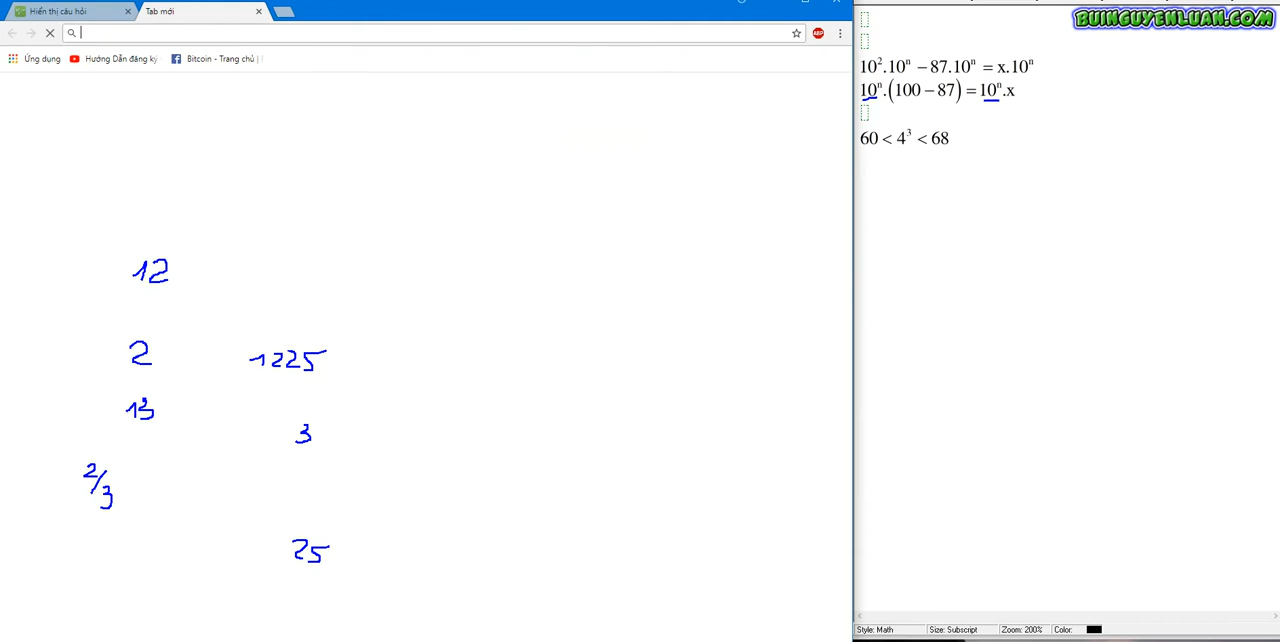 Hiển thị câu hỏi
Tab mới
Ứng dụng
Hướng Dẫn đăng ký
Bitcoin - Trang chủ |
ABP
BUINGUYENLUAN.COM
10².10ⁿ − 87.10ⁿ = x.10ⁿ
10ⁿ.(100 − 87) = 10ⁿ.x
60 < 4³ < 68
12
2
1225
13
3
2/3
25
Style: Math
Size: Subscript
Zoom: 200%
Color: